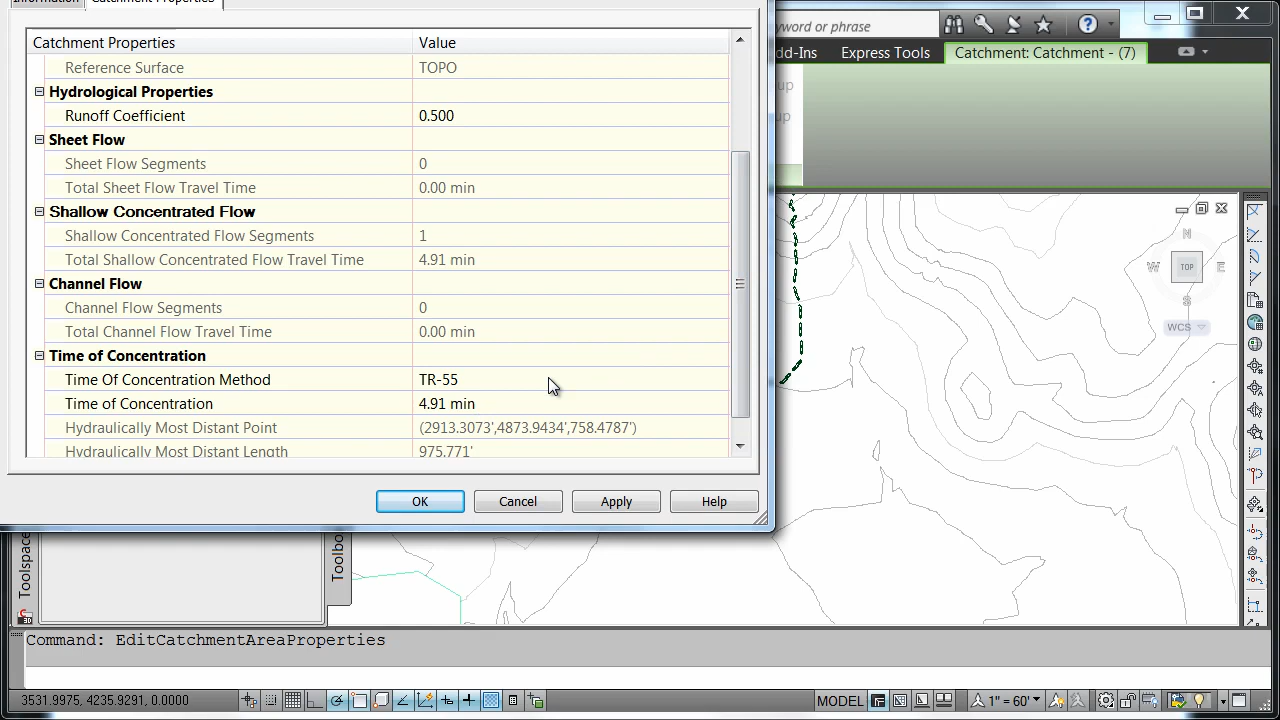 Information Catchment Properties
Catchment Properties Value
Reference Surface TOPO
Hydrological Properties
Runoff Coefficient 0.500
Sheet Flow
Sheet Flow Segments 0
Total Sheet Flow Travel Time 0.00 min
Shallow Concentrated Flow
Shallow Concentrated Flow Segments 1
Total Shallow Concentrated Flow Travel Time 4.91 min
Channel Flow
Channel Flow Segments 0
Total Channel Flow Travel Time 0.00 min
Time of Concentration
Time Of Concentration Method TR-55
Time of Concentration 4.91 min
Hydraulically Most Distant Point (2913.3073',4873.9434',758.4787')
Hydraulically Most Distant Length 975.771'
OK Cancel Apply Help
yword or phrase
dd-Ins Express Tools Catchment: Catchment - (7)
up
up
N
W TOP E
S
WCS
Toolspace
Toolbo
Command: EditCatchmentAreaProperties
3531.9975, 4235.9291, 0.0000 MODEL 1" = 60'